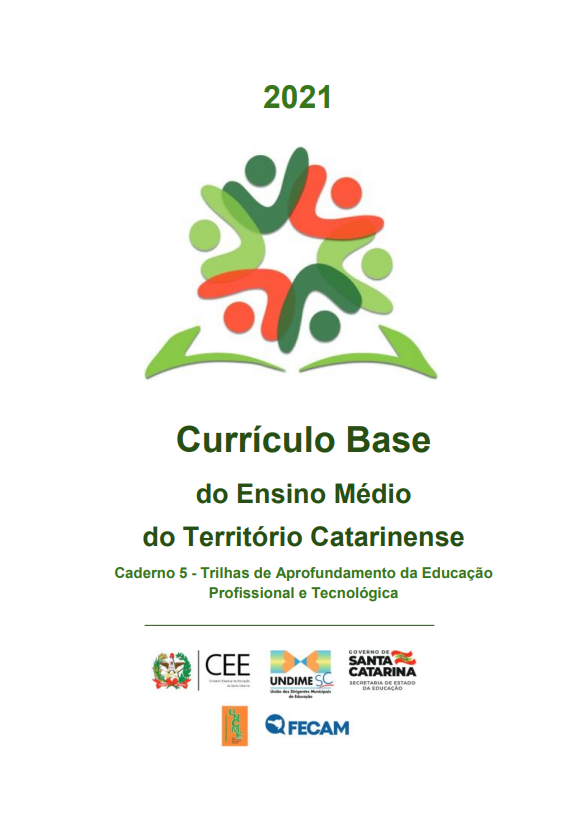 2021
Currículo Base
do Ensino Médio
do Território Catarinense
Caderno 5 - Trilhas de Aprofundamento da Educação
Profissional e Tecnológica
CEE
Conselho Estadual de Educação
de Santa Catarina
UNDIME SC
União dos Dirigentes Municipais
de Educação
GOVERNO DE
SANTA
CATARINA
SECRETARIA DE ESTADO
DA EDUCAÇÃO
FECAM